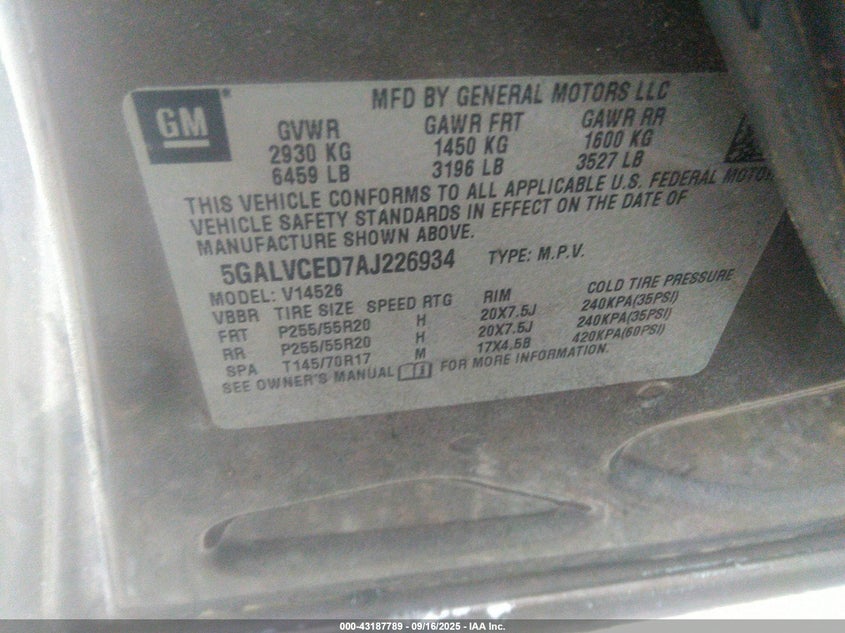 GM®
MFD BY GENERAL MOTORS LLC
GVWR GAWR FRT GAWR RR
2930 KG 1450 KG 1600 KG
6459 LB 3196 LB 3527 LB
THIS VEHICLE CONFORMS TO ALL APPLICABLE U.S. FEDERAL MOTOR
VEHICLE SAFETY STANDARDS IN EFFECT ON THE DATE OF
MANUFACTURE SHOWN ABOVE.
5GALVCED7AJ226934 TYPE: M.P.V.
MODEL: V14526
VBBR TIRE SIZE SPEED RTG RIM COLD TIRE PRESSURE
FRT P255/55R20 H 20X7.5J 240KPA(35PSI)
RR P255/55R20 H 20X7.5J 240KPA(35PSI)
SPA T145/70R17 M 17X4.5B 420KPA(60PSI)
SEE OWNER'S MANUAL FOR MORE INFORMATION.
000-43187789 - 09/16/2025 - IAA Inc.